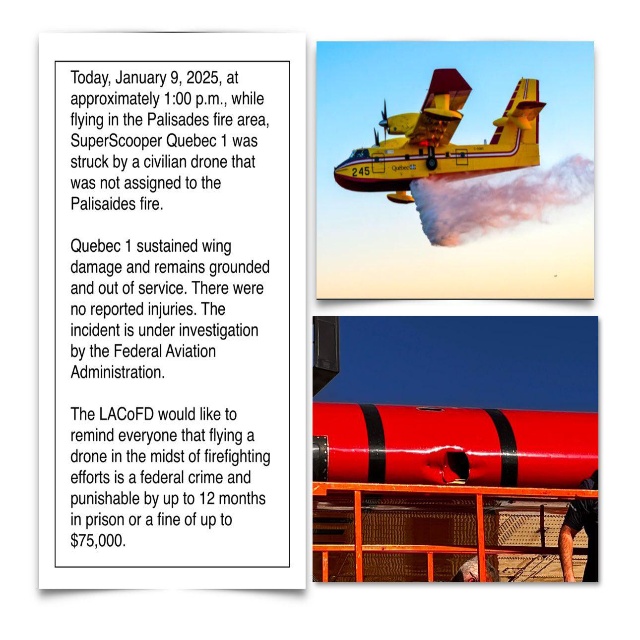 Today, January 9, 2025, at
approximately 1:00 p.m., while
flying in the Palisades fire area,
SuperScooper Quebec 1 was
struck by a civilian drone that
was not assigned to the
Palisaides fire.
Quebec 1 sustained wing
damage and remains grounded
and out of service. There were
no reported injuries. The
incident is under investigation
by the Federal Aviation
Administration.
The LACoFD would like to
remind everyone that flying a
drone in the midst of firefighting
efforts is a federal crime and
punishable by up to 12 months
in prison or a fine of up to
$75,000.
245
Québec